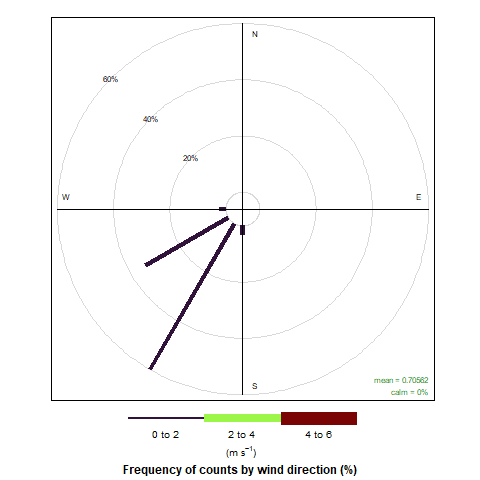 N
60%
40%
20%
W
E
S
mean = 0.70562
calm = 0%
0 to 2 2 to 4 4 to 6
(m s⁻¹)
Frequency of counts by wind direction (%)